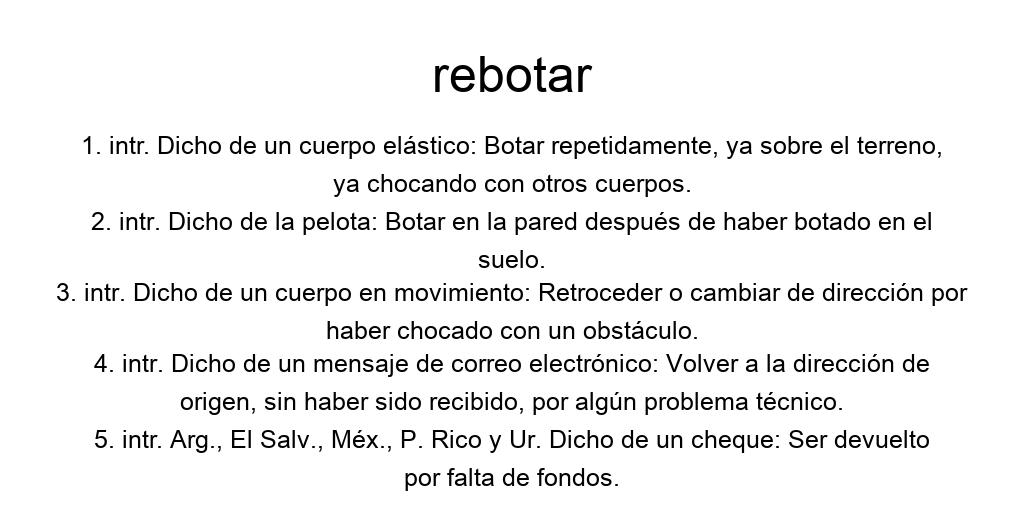 rebotar
1. intr. Dicho de un cuerpo elástico: Botar repetidamente, ya sobre el terreno,
ya chocando con otros cuerpos.
2. intr. Dicho de la pelota: Botar en la pared después de haber botado en el
suelo.
3. intr. Dicho de un cuerpo en movimiento: Retroceder o cambiar de dirección por
haber chocado con un obstáculo.
4. intr. Dicho de un mensaje de correo electrónico: Volver a la dirección de
origen, sin haber sido recibido, por algún problema técnico.
5. intr. Arg., El Salv., Méx., P. Rico y Ur. Dicho de un cheque: Ser devuelto
por falta de fondos.